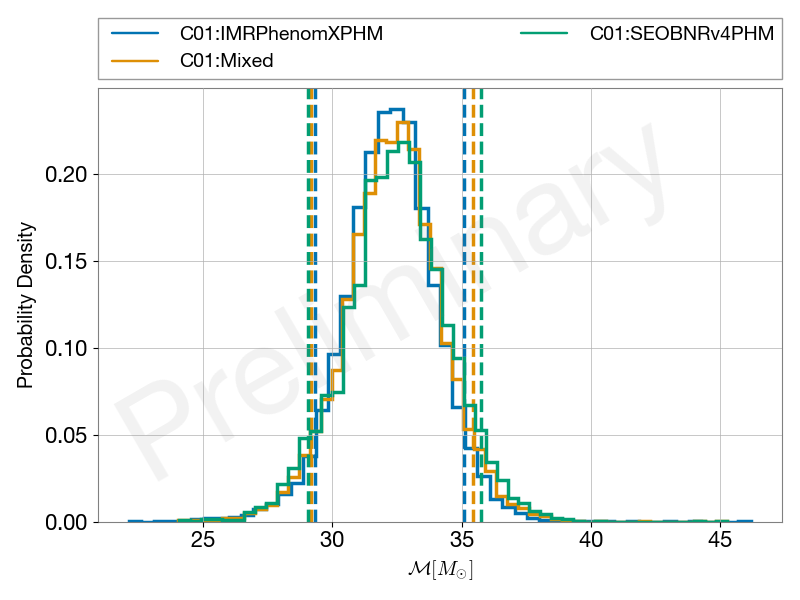 C01:IMRPhenomXPHM
C01:Mixed
C01:SEOBNRv4PHM
Preliminary
Probability Density
0.20
0.15
0.10
0.05
0.00
25 30 35 40 45
ℳ[M⊙]